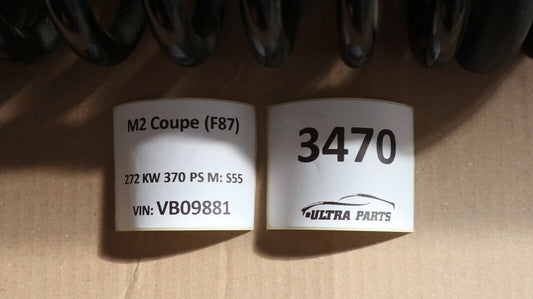 M2 Coupe (F87)
272 KW 370 PS M: S55
VIN: VB09881
3470
ULTRA PARTS